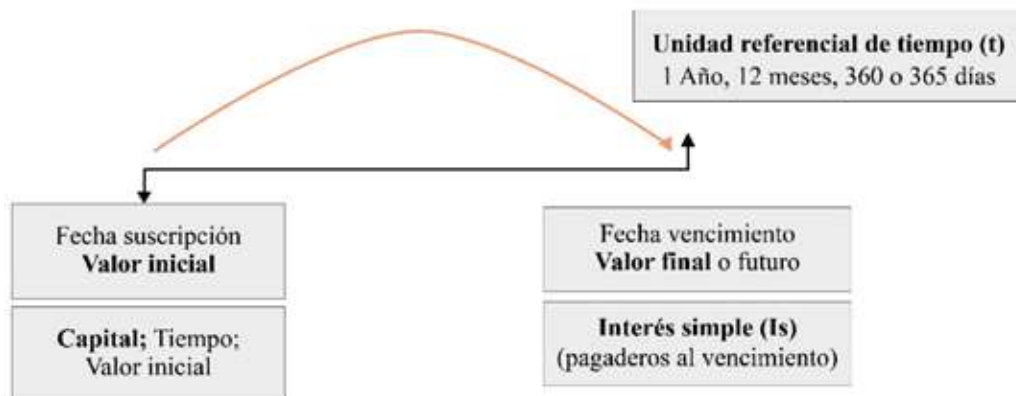 Unidad referencial de tiempo (t)
1 Año, 12 meses, 360 o 365 días
Fecha suscripción
Valor inicial
Fecha vencimiento
Valor final o futuro
Capital; Tiempo;
Valor inicial
Interés simple (Is)
(pagaderos al vencimiento)